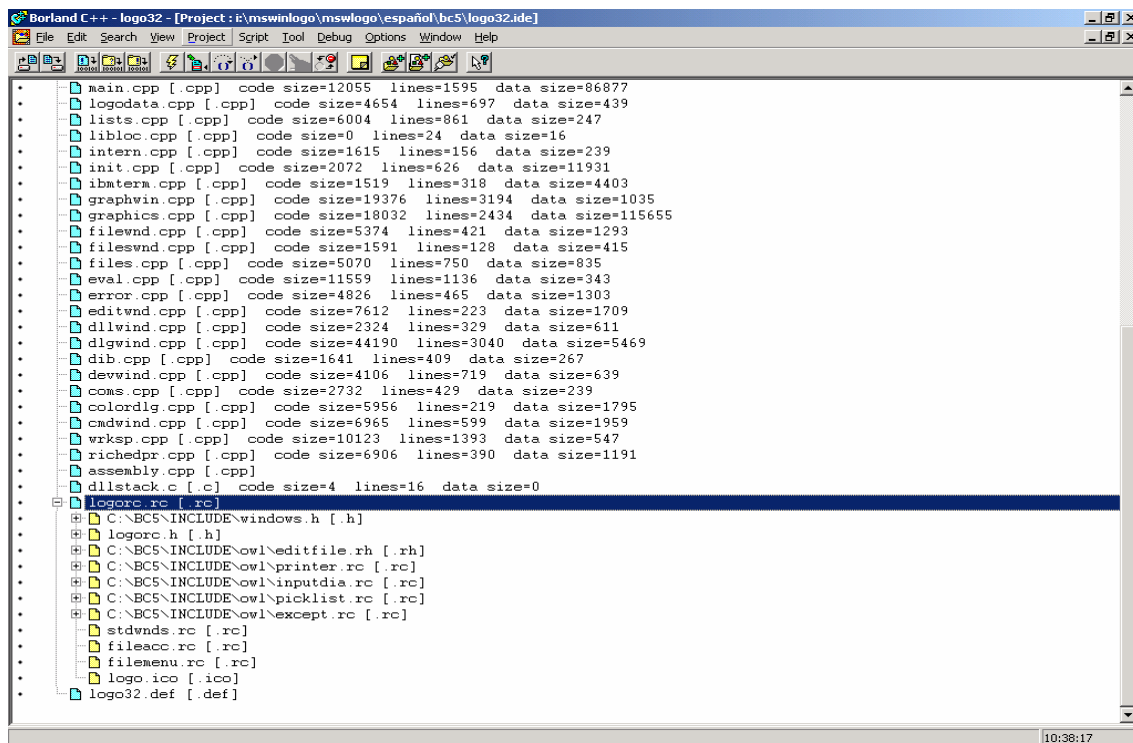 Borland C++ - logo32 - [Project : i:\mswinlogo\mswlogo\español\bc5\logo32.ide]
File Edit Search View Project Script Tool Debug Options Window Help
main.cpp [.cpp] code size=12055 lines=1595 data size=86877
logodata.cpp [.cpp] code size=4654 lines=697 data size=439
lists.cpp [.cpp] code size=6004 lines=861 data size=247
libloc.cpp [.cpp] code size=0 lines=24 data size=16
intern.cpp [.cpp] code size=1615 lines=156 data size=239
init.cpp [.cpp] code size=2072 lines=626 data size=11931
ibmterm.cpp [.cpp] code size=1519 lines=318 data size=4403
graphwin.cpp [.cpp] code size=19376 lines=3194 data size=1035
graphics.cpp [.cpp] code size=18032 lines=2434 data size=115655
filewnd.cpp [.cpp] code size=5374 lines=421 data size=1293
fileswnd.cpp [.cpp] code size=1591 lines=128 data size=415
files.cpp [.cpp] code size=5070 lines=750 data size=835
eval.cpp [.cpp] code size=11559 lines=1136 data size=343
error.cpp [.cpp] code size=4826 lines=465 data size=1303
editwnd.cpp [.cpp] code size=7612 lines=223 data size=1709
dllwind.cpp [.cpp] code size=2324 lines=329 data size=611
dlgwind.cpp [.cpp] code size=44190 lines=3040 data size=5469
dib.cpp [.cpp] code size=1641 lines=409 data size=267
devwind.cpp [.cpp] code size=4106 lines=719 data size=639
coms.cpp [.cpp] code size=2732 lines=429 data size=239
colordlg.cpp [.cpp] code size=5956 lines=219 data size=1795
cmdwind.cpp [.cpp] code size=6965 lines=599 data size=1959
wrksp.cpp [.cpp] code size=10123 lines=1393 data size=547
richedpr.cpp [.cpp] code size=6906 lines=390 data size=1191
assembly.cpp [.cpp]
dllstack.c [.c] code size=4 lines=16 data size=0
logorc.rc [.rc]
C:\BC5\INCLUDE\windows.h [.h]
logorc.h [.h]
C:\BC5\INCLUDE\owl\editfile.rh [.rh]
C:\BC5\INCLUDE\owl\printer.rc [.rc]
C:\BC5\INCLUDE\owl\inputdia.rc [.rc]
C:\BC5\INCLUDE\owl\picklist.rc [.rc]
C:\BC5\INCLUDE\owl\except.rc [.rc]
stdwnds.rc [.rc]
fileacc.rc [.rc]
filemenu.rc [.rc]
logo.ico [.ico]
logo32.def [.def]
10:38:17